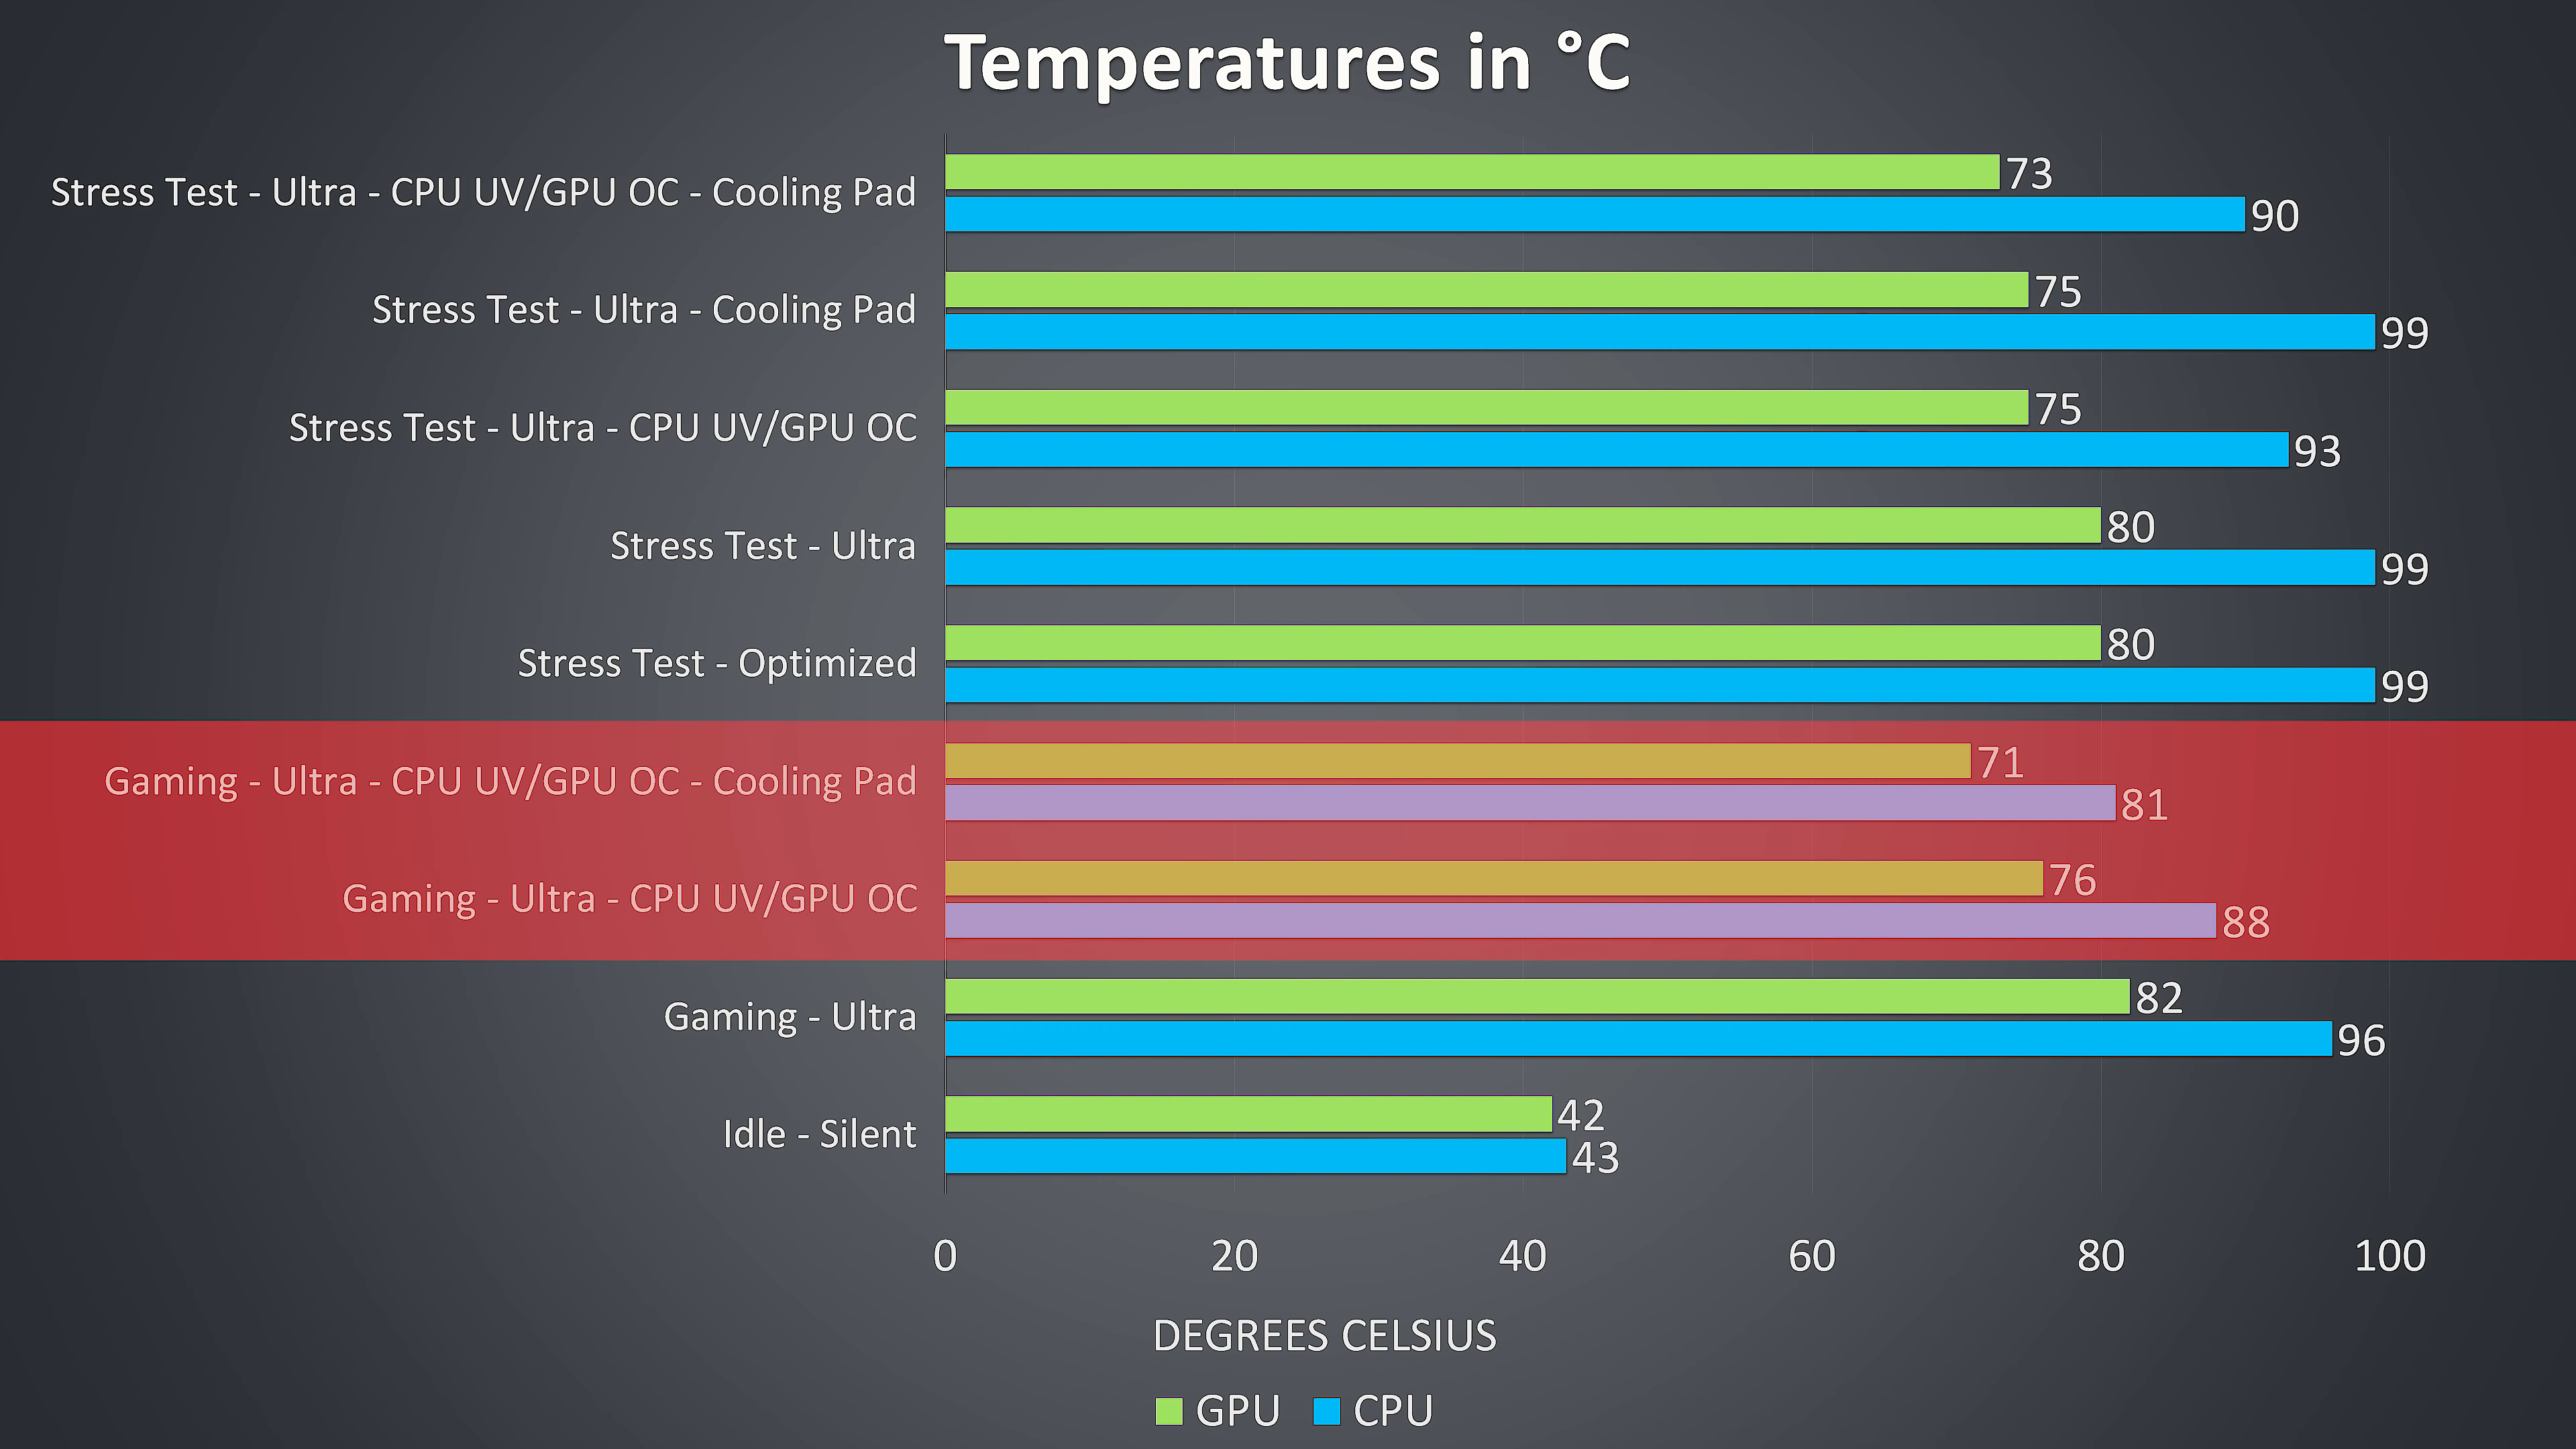 Temperatures in °C
Stress Test - Ultra - CPU UV/GPU OC - Cooling Pad
73
90
Stress Test - Ultra - Cooling Pad
75
99
Stress Test - Ultra - CPU UV/GPU OC
75
93
Stress Test - Ultra
80
99
Stress Test - Optimized
80
99
Gaming - Ultra - CPU UV/GPU OC - Cooling Pad
71
81
Gaming - Ultra - CPU UV/GPU OC
76
88
Gaming - Ultra
82
96
Idle - Silent
42
43
0 20 40 60 80 100
DEGREES CELSIUS
GPU CPU